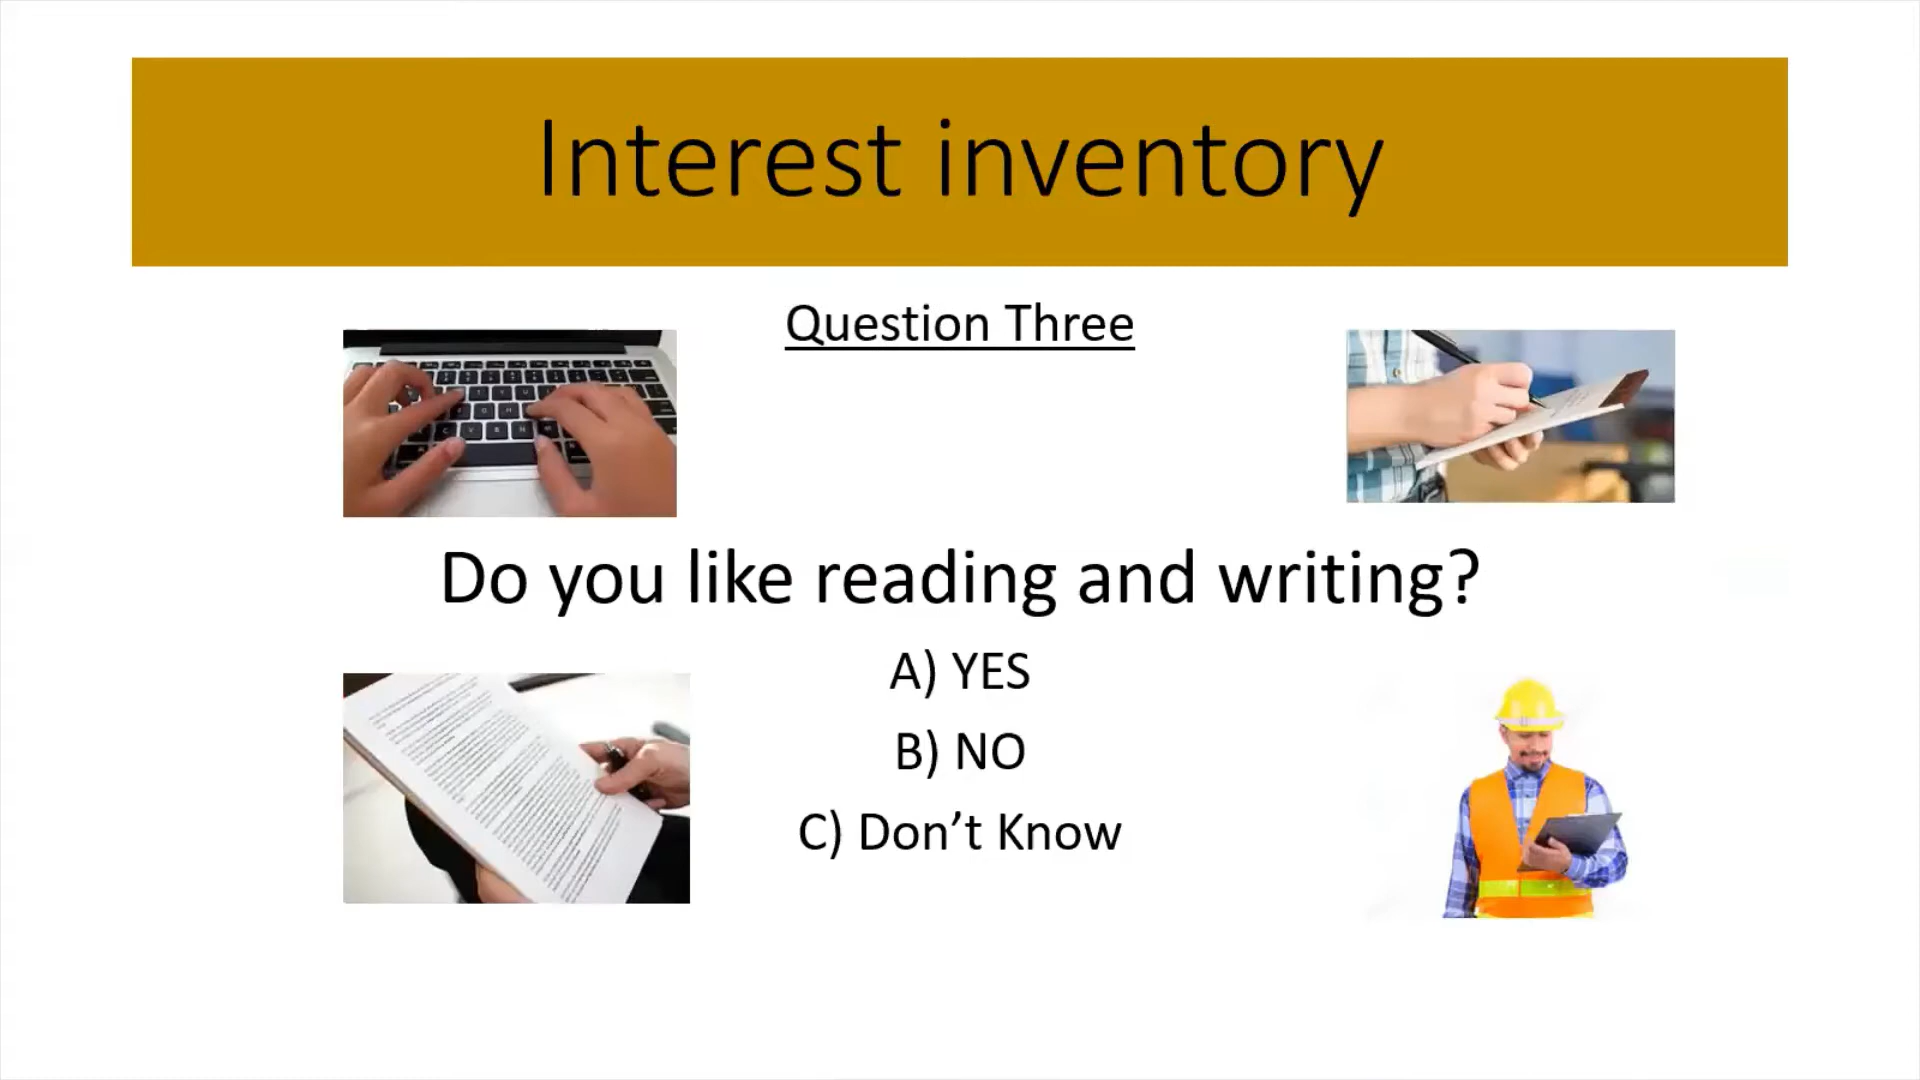 Interest inventory
Question Three
Do you like reading and writing?
A) YES
B) NO
C) Don’t Know